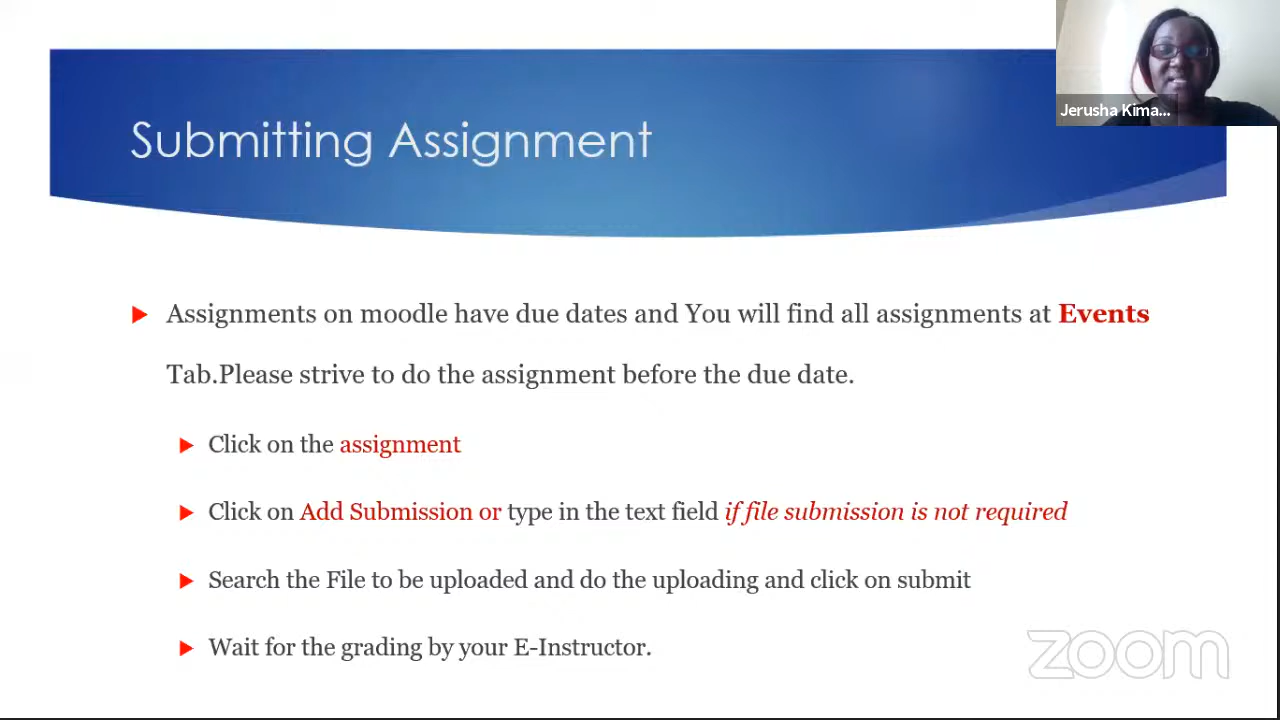 Jerusha Kima...
Submitting Assignment
Assignments on moodle have due dates and You will find all assignments at Events
Tab.Please strive to do the assignment before the due date.
Click on the assignment
Click on Add Submission or type in the text field if file submission is not required
Search the File to be uploaded and do the uploading and click on submit
Wait for the grading by your E-Instructor.
zoom